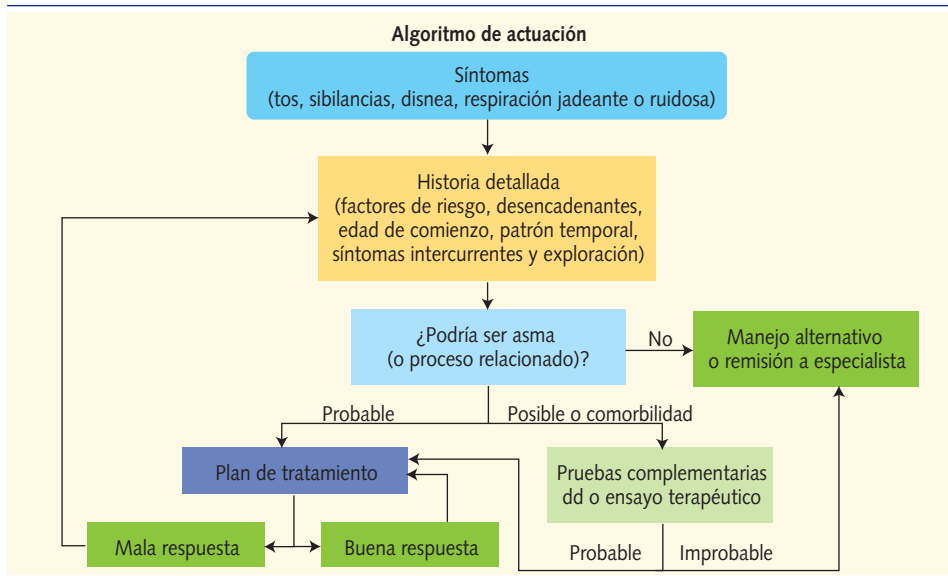 Algoritmo de actuación
Síntomas
(tos, sibilancias, disnea, respiración jadeante o ruidosa)
Historia detallada
(factores de riesgo, desencadenantes,
edad de comienzo, patrón temporal,
síntomas intercurrentes y exploración)
¿Podría ser asma
(o proceso relacionado)?
No
Manejo alternativo
o remisión a especialista
Probable
Posible o comorbilidad
Plan de tratamiento
Pruebas complementarias
dd o ensayo terapéutico
Mala respuesta
Buena respuesta
Probable
Improbable